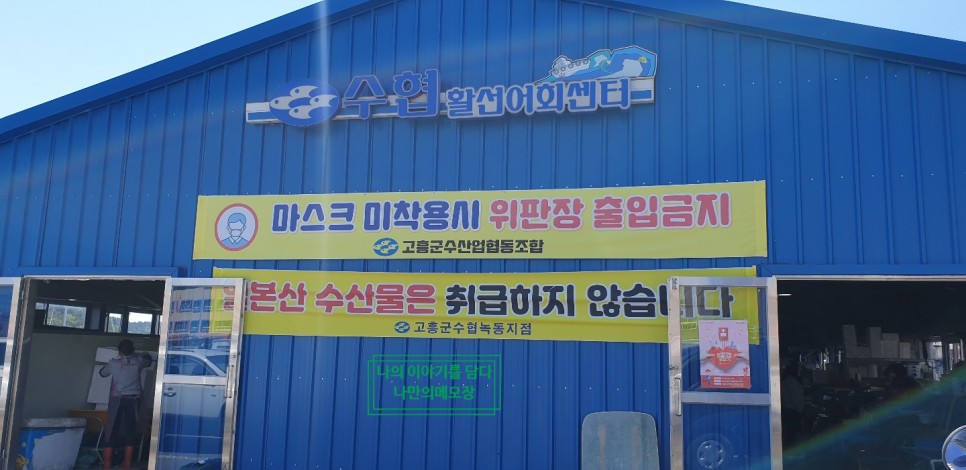 수협 활선어회센터
마스크 미착용시 위판장 출입금지
고흥군수산업협동조합
일본산 수산물은 취급하지 않습니다
고흥군수협녹동지점
나의 이야기를 담다
나만의메모장